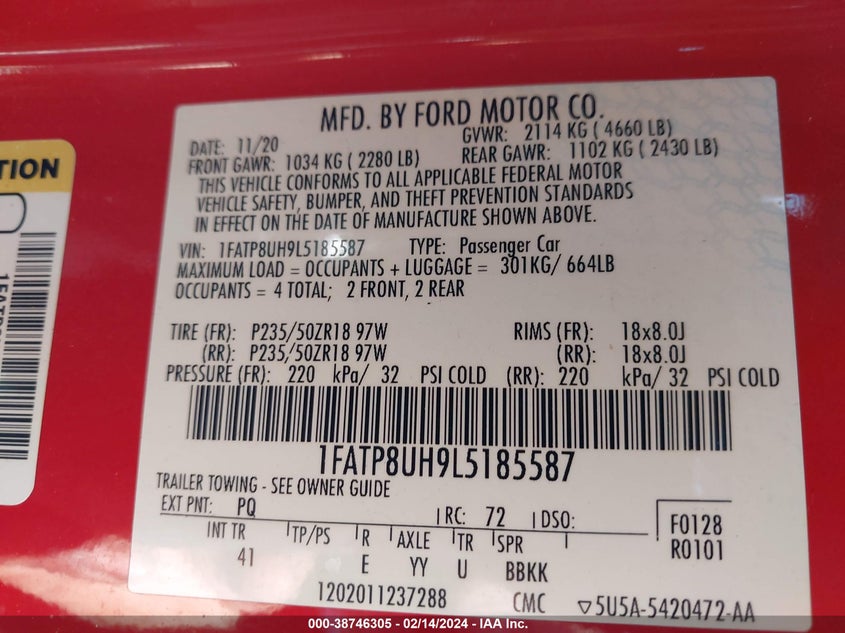 TION
MFD. BY FORD MOTOR CO.
DATE: 11/20 GVWR: 2114 KG ( 4660 LB)
FRONT GAWR: 1034 KG ( 2280 LB) REAR GAWR: 1102 KG ( 2430 LB)
THIS VEHICLE CONFORMS TO ALL APPLICABLE FEDERAL MOTOR
VEHICLE SAFETY, BUMPER, AND THEFT PREVENTION STANDARDS
IN EFFECT ON THE DATE OF MANUFACTURE SHOWN ABOVE.
VIN: 1FATP8UH9L5185587 TYPE: Passenger Car
MAXIMUM LOAD = OCCUPANTS + LUGGAGE = 301KG/ 664LB
OCCUPANTS = 4 TOTAL; 2 FRONT, 2 REAR
TIRE (FR): P235/50ZR18 97W RIMS (FR): 18x8.0J
(RR): P235/50ZR18 97W (RR): 18x8.0J
PRESSURE (FR): 220 kPa/ 32 PSI COLD (RR): 220 kPa/ 32 PSI COLD
1FATP8UH9L5185587
TRAILER TOWING - SEE OWNER GUIDE
EXT PNT: PQ RC: 72 DSO: F0128
INT TR TP/PS R AXLE TR SPR R0101
41 E YY U BBKK
1202011237288 CMC ▽5U5A-5420472-AA
000-38746305 - 02/14/2024 - IAA Inc.